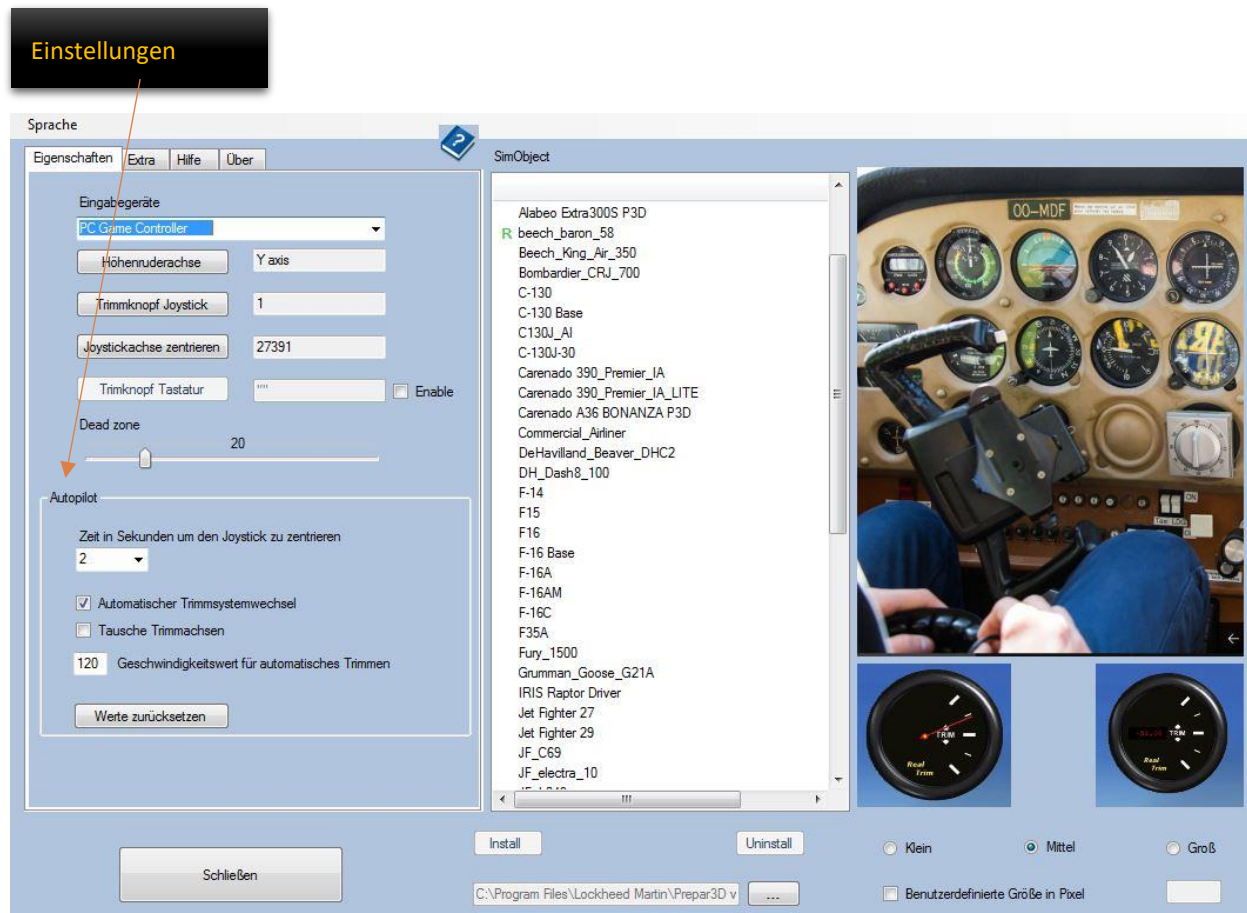 Einstellungen
Sprache
Eigenschaften Extra Hilfe Über
Eingabegeräte
PC Game Controller
Höhenruderachse Y axis
Trimmknopf Joystick 1
Joystickachse zentrieren 27391
Trimknopf Tastatur "" Enable
Dead zone
20
Autopilot
Zeit in Sekunden um den Joystick zu zentrieren
2
Automatischer Trimmsystemwechsel
Tausche Trimmachsen
120 Geschwindigkeitswert für automatisches Trimmen
Werte zurücksetzen
Schließen
SimObject
Alabeo Extra300S P3D
R beech_baron_58
Beech_King_Air_350
Bombardier_CRJ_700
C-130
C-130 Base
C130J_AI
C-130J-30
Carenado 390_Premier_IA
Carenado 390_Premier_IA_LITE
Carenado A36 BONANZA P3D
Commercial_Airliner
DeHavilland_Beaver_DHC2
DH_Dash8_100
F-14
F15
F16
F-16 Base
F-16A
F-16AM
F-16C
F35A
Fury_1500
Grumman_Goose_G21A
IRIS Raptor Driver
Jet Fighter 27
Jet Fighter 29
JF_C69
JF_electra_10
Install Uninstall
C:\Program Files\Lockheed Martin\Prepar3D v ...
OO-MDF
ON
TRIM
Real
Trim
TRIM
Real
Trim
Klein Mittel Groß
Benutzerdefinierte Größe in Pixel